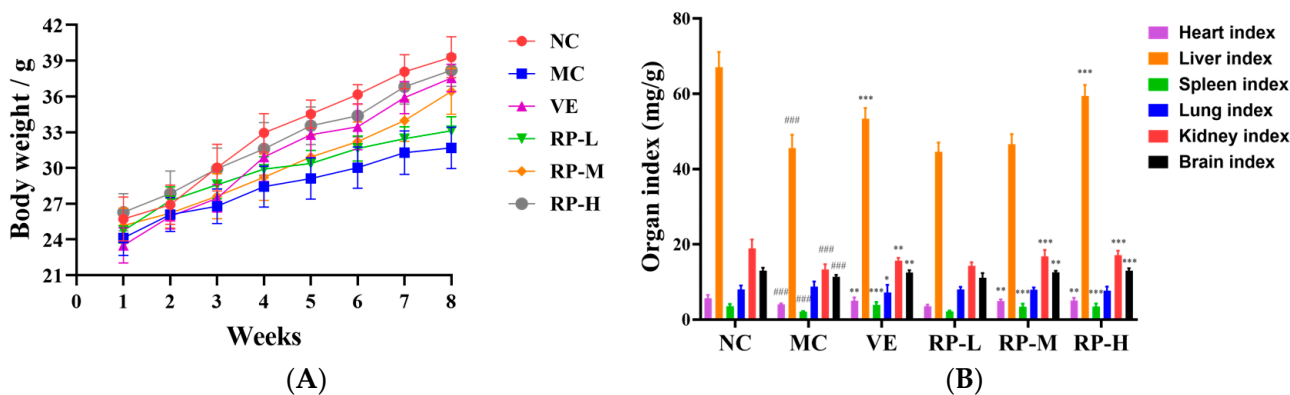 42
39
36
33
30
27
24
21
Body weight / g
0
1
2
3
4
5
6
7
8
Weeks
NC
MC
VE
RP-L
RP-M
RP-H
(A)
80
60
40
20
0
Organ index (mg/g)
###
###
###
###
###
**
***
***
*
**
**
**
***
***
**
**
***
***
***
***
NC
MC
VE
RP-L
RP-M
RP-H
Heart index
Liver index
Spleen index
Lung index
Kidney index
Brain index
(B)